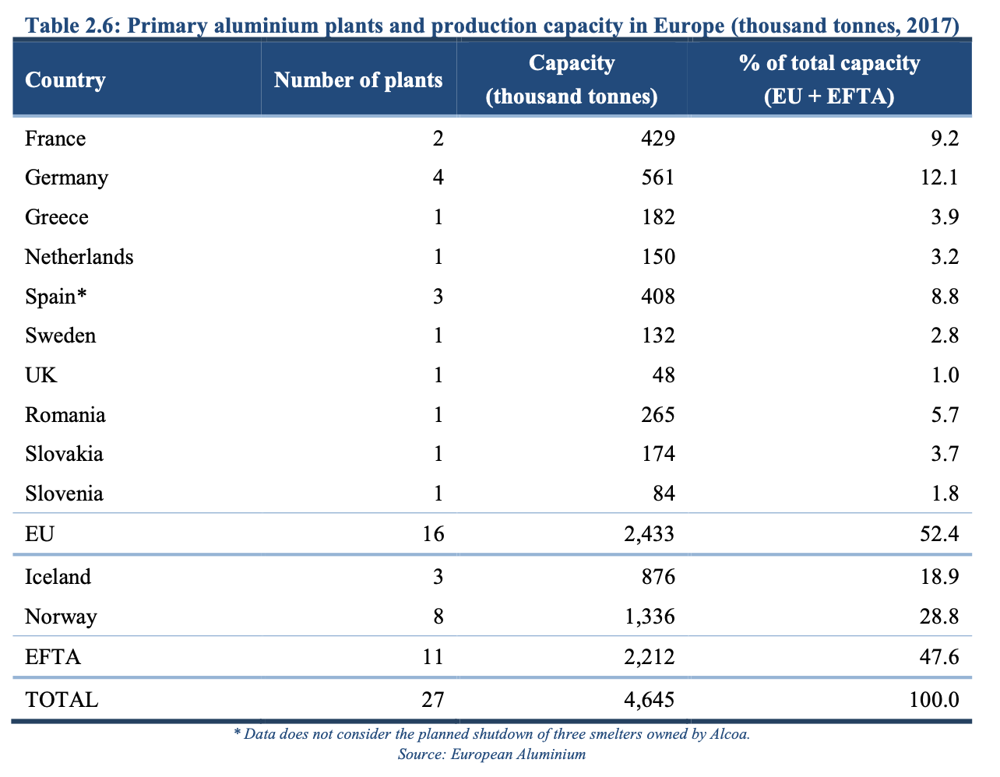 Table 2.6: Primary aluminium plants and production capacity in Europe (thousand tonnes, 2017)
Country Number of plants Capacity (thousand tonnes) % of total capacity (EU + EFTA)
France 2 429 9.2
Germany 4 561 12.1
Greece 1 182 3.9
Netherlands 1 150 3.2
Spain* 3 408 8.8
Sweden 1 132 2.8
UK 1 48 1.0
Romania 1 265 5.7
Slovakia 1 174 3.7
Slovenia 1 84 1.8
EU 16 2,433 52.4
Iceland 3 876 18.9
Norway 8 1,336 28.8
EFTA 11 2,212 47.6
TOTAL 27 4,645 100.0
* Data does not consider the planned shutdown of three smelters owned by Alcoa.
Source: European Aluminium